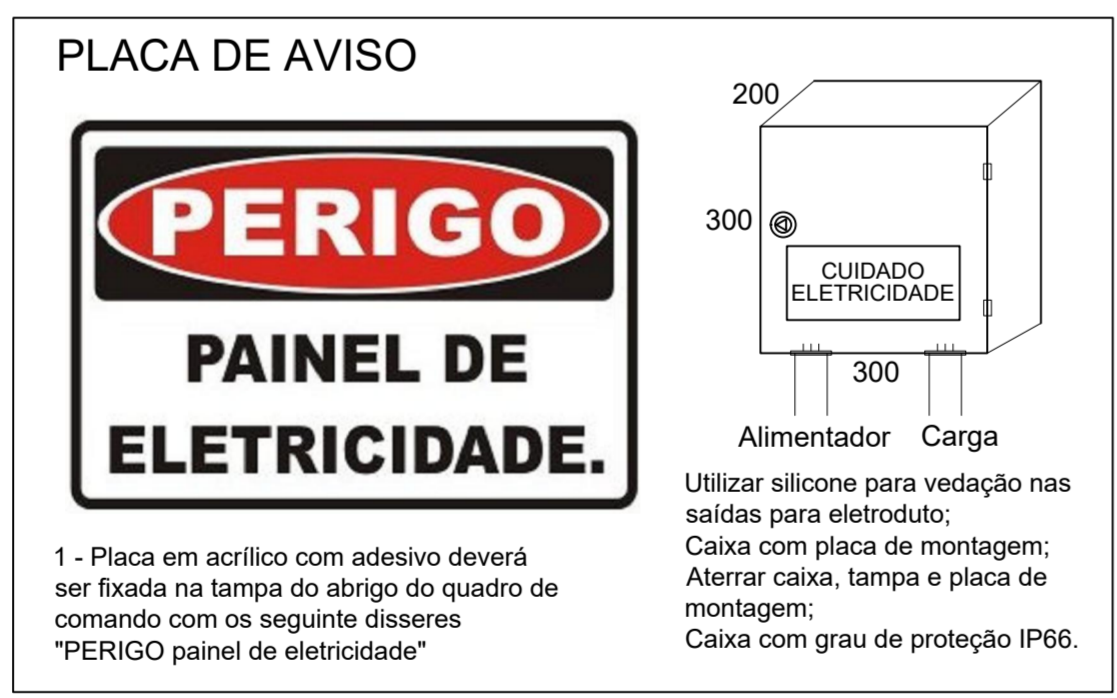 PLACA DE AVISO
PERIGO
PAINEL DE
ELETRICIDADE.
1 - Placa em acrílico com adesivo deverá
ser fixada na tampa do abrigo do quadro de
comando com os seguinte disseres
"PERIGO painel de eletricidade"
200
300
CUIDADO
ELETRICIDADE
300
Alimentador Carga
Utilizar silicone para vedação nas
saídas para eletroduto;
Caixa com placa de montagem;
Aterrar caixa, tampa e placa de
montagem;
Caixa com grau de proteção IP66.